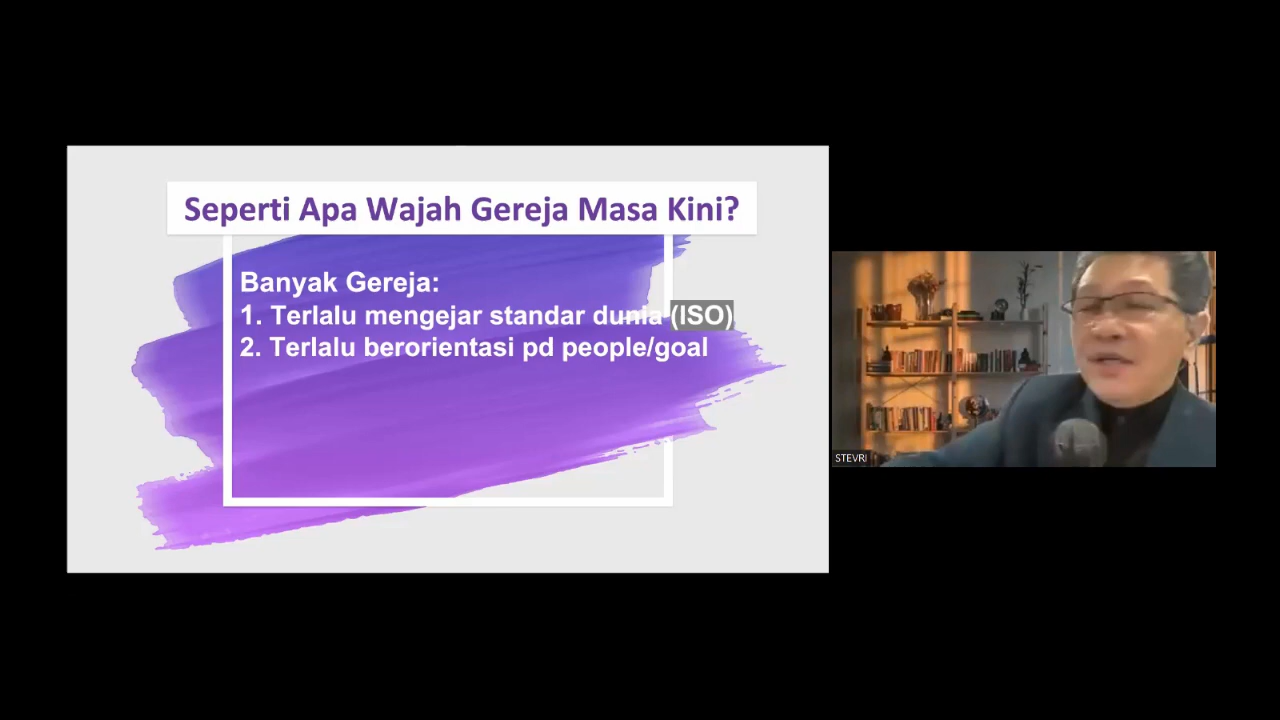 Seperti Apa Wajah Gereja Masa Kini?
Banyak Gereja:
1. Terlalu mengejar standar dunia (ISO)
2. Terlalu berorientasi pd people/goal
STEVRI